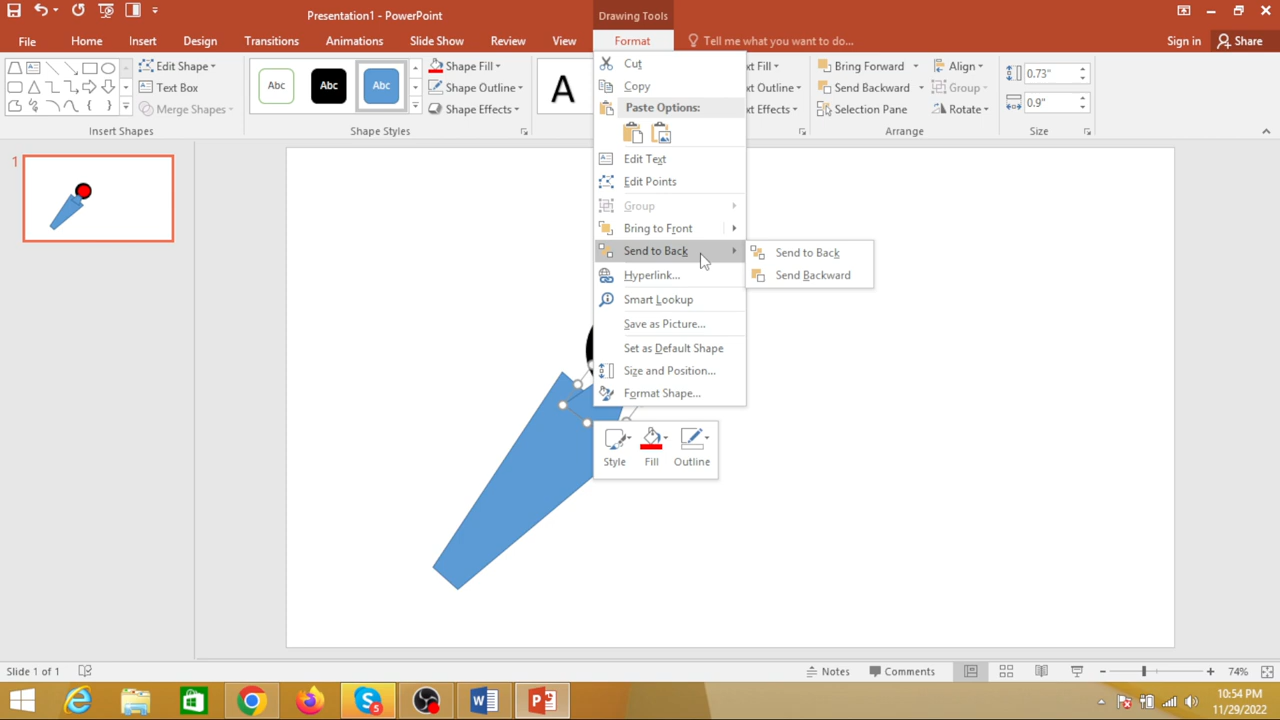 Presentation1 - PowerPoint
Drawing Tools
File Home Insert Design Transitions Animations Slide Show Review View Format Tell me what you want to do... Sign in Share
Edit Shape
Text Box
Merge Shapes
Insert Shapes
Abc Abc Abc
Shape Fill
Shape Outline
Shape Effects
Shape Styles
A
xt Fill
xt Outline
xt Effects
Bring Forward
Send Backward
Selection Pane
Align
Group
Rotate
Arrange
0.73"
0.9"
Size
Cut
Copy
Paste Options:
Edit Text
Edit Points
Group
Bring to Front
Send to Back
Hyperlink...
Smart Lookup
Save as Picture...
Set as Default Shape
Size and Position...
Format Shape...
Send to Back
Send Backward
Style Fill Outline
1
Slide 1 of 1
Notes
Comments
74%
S 5
W
P
10:54 PM
11/29/2022